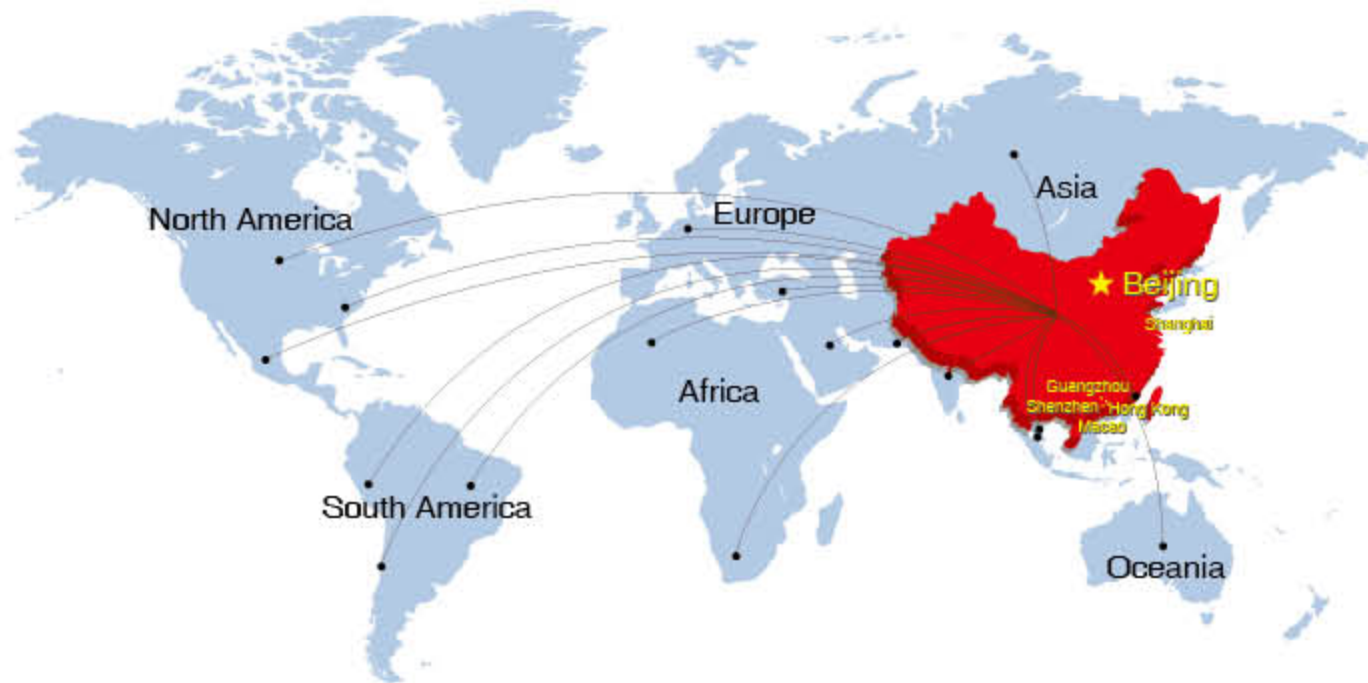 Asia
North America
Europe
Beijing
Shanghai
Africa
Guangzhou
Shenzhen
Hong Kong
Macao
South America
Oceania